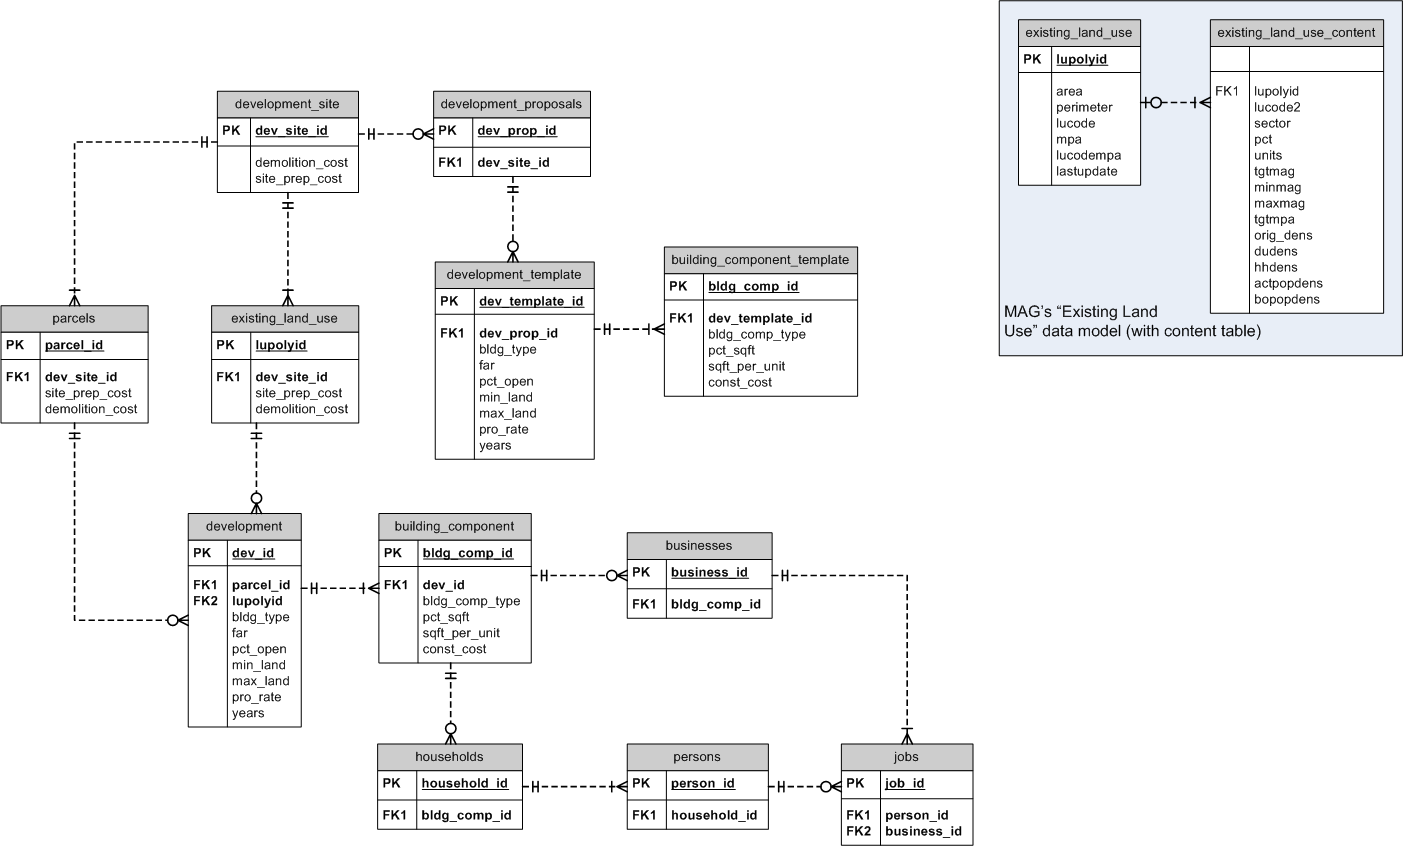 existing_land_use
PK lupolyid
area
perimeter
lucode
mpa
lucodempa
lastupdate
existing_land_use_content
FK1 lupolyid
lucode2
sector
pct
units
tgtmag
minmag
maxmag
tgtmpa
orig_dens
dudens
hhdens
actpopdens
bopopdens
MAG's “Existing Land
Use” data model (with content table)
development_site
PK dev_site_id
demolition_cost
site_prep_cost
development_proposals
PK dev_prop_id
FK1 dev_site_id
development_template
PK dev_template_id
FK1 dev_prop_id
bldg_type
far
pct_open
min_land
max_land
pro_rate
years
building_component_template
PK bldg_comp_id
FK1 dev_template_id
bldg_comp_type
pct_sqft
sqft_per_unit
const_cost
parcels
PK parcel_id
FK1 dev_site_id
site_prep_cost
demolition_cost
existing_land_use
PK lupolyid
FK1 dev_site_id
site_prep_cost
demolition_cost
development
PK dev_id
FK1 parcel_id
FK2 lupolyid
bldg_type
far
pct_open
min_land
max_land
pro_rate
years
building_component
PK bldg_comp_id
FK1 dev_id
bldg_comp_type
pct_sqft
sqft_per_unit
const_cost
businesses
PK business_id
FK1 bldg_comp_id
households
PK household_id
FK1 bldg_comp_id
persons
PK person_id
FK1 household_id
jobs
PK job_id
FK1 person_id
FK2 business_id